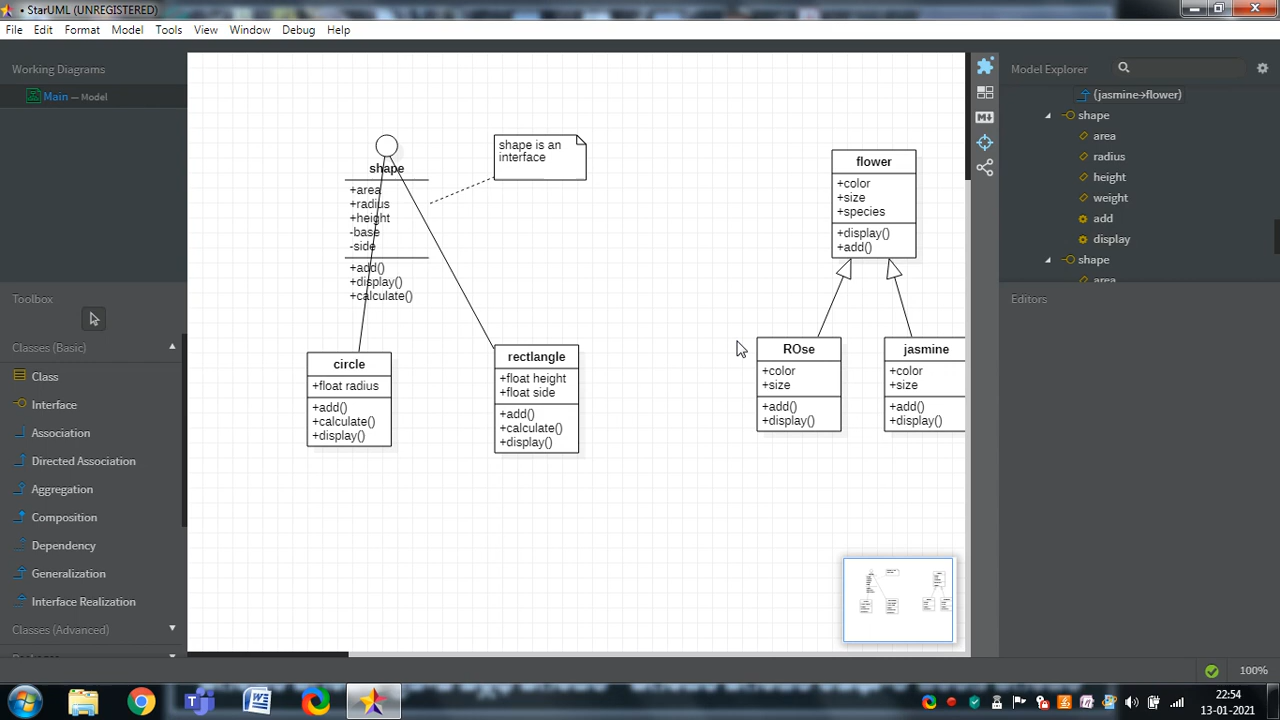 • StarUML (UNREGISTERED)
File Edit Format Model Tools View Window Debug Help
Working Diagrams
Main — Model
Toolbox
Classes (Basic)
Class
Interface
Association
Directed Association
Aggregation
Composition
Dependency
Generalization
Interface Realization
Classes (Advanced)
shape
+area
+radius
+height
-base
-side
+add()
+display()
+calculate()
shape is an
interface
circle
+float radius
+add()
+calculate()
+display()
rectlangle
+float height
+float side
+add()
+calculate()
+display()
flower
+color
+size
+species
+display()
+add()
ROse
+color
+size
+add()
+display()
jasmine
+color
+size
+add()
+display()
Model Explorer
(jasmine→flower)
shape
area
radius
height
weight
add
display
shape
area
Editors
100%
22:54
13-01-2021